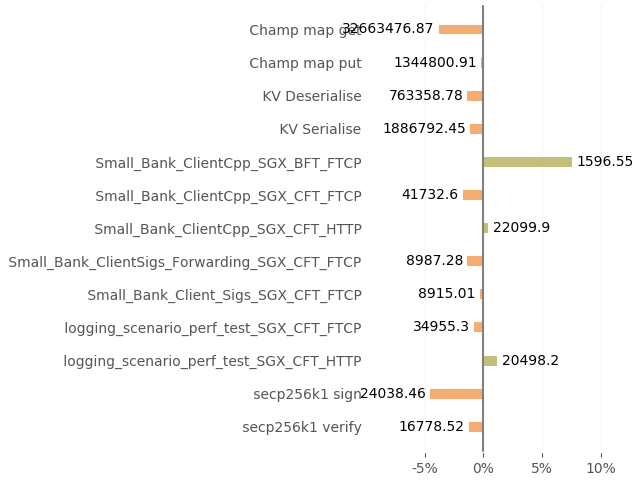 Champ map get 32663476.87
Champ map put 1344800.91
KV Deserialise 763358.78
KV Serialise 1886792.45
Small_Bank_ClientCpp_SGX_BFT_FTCP 1596.55
Small_Bank_ClientCpp_SGX_CFT_FTCP 41732.6
Small_Bank_ClientCpp_SGX_CFT_HTTP 22099.9
Small_Bank_ClientSigs_Forwarding_SGX_CFT_FTCP 8987.28
Small_Bank_Client_Sigs_SGX_CFT_FTCP 8915.01
logging_scenario_perf_test_SGX_CFT_FTCP 34955.3
logging_scenario_perf_test_SGX_CFT_HTTP 20498.2
secp256k1 sign 24038.46
secp256k1 verify 16778.52
-5% 0% 5% 10%